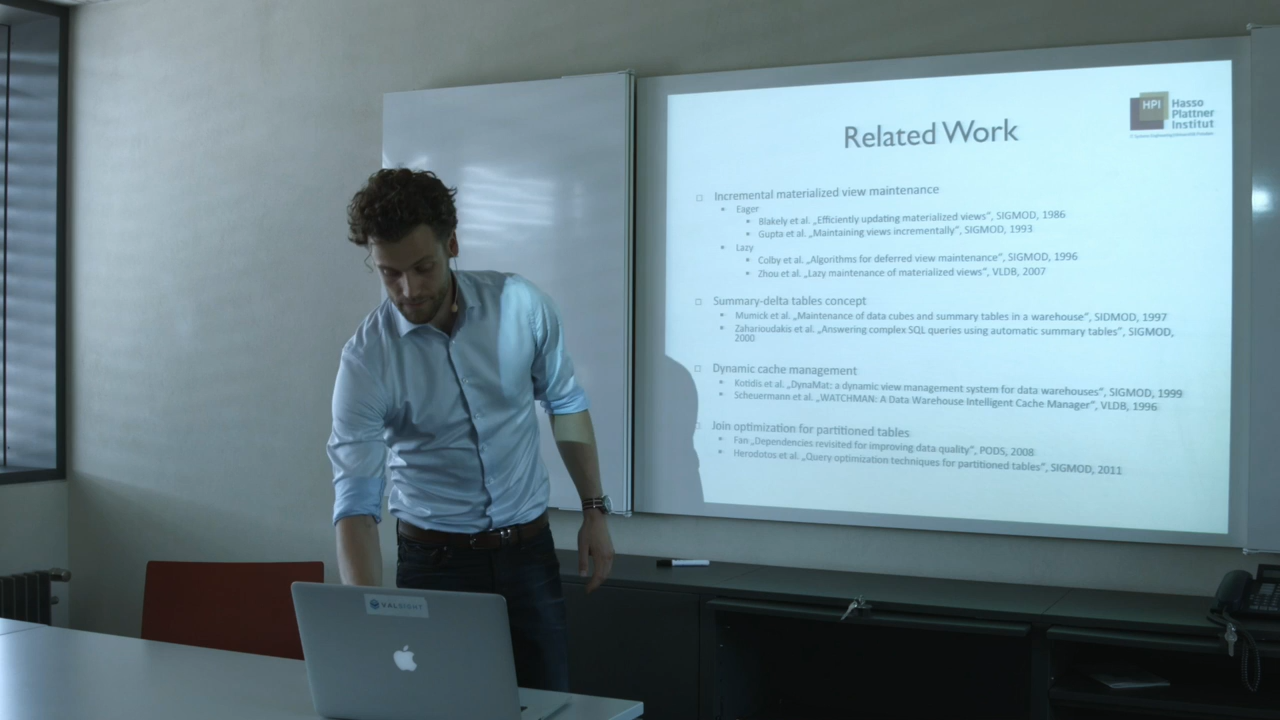 HPI Hasso
Plattner
Institut
Related Work
Incremental materialized view maintenance
Eager
Blakely et al. „Efficiently updating materialized views", SIGMOD, 1986
Gupta et al. „Maintaining views incrementally", SIGMOD, 1993
Lazy
Colby et al. „Algorithms for deferred view maintenance", SIGMOD, 1996
Zhou et al. „Lazy maintenance of materialized views", VLDB, 2007
Summary-delta tables concept
Mumick et al. „Maintenance of data cubes and summary tables in a warehouse", SIDMOD, 1997
Zaharioudakis et al. „Answering complex SQL queries using automatic summary tables", SIGMOD,
2000
Dynamic cache management
Kotidis et al. „DynaMat: a dynamic view management system for data warehouses", SIGMOD, 1999
Scheuermann et al. „WATCHMAN: A Data Warehouse Intelligent Cache Manager", VLDB, 1996
Join optimization for partitioned tables
Fan „Dependencies revisited for improving data quality", PODS, 2008
Herodotos et al. „Query optimization techniques for partitioned tables", SIGMOD, 2011
VALSIGHT